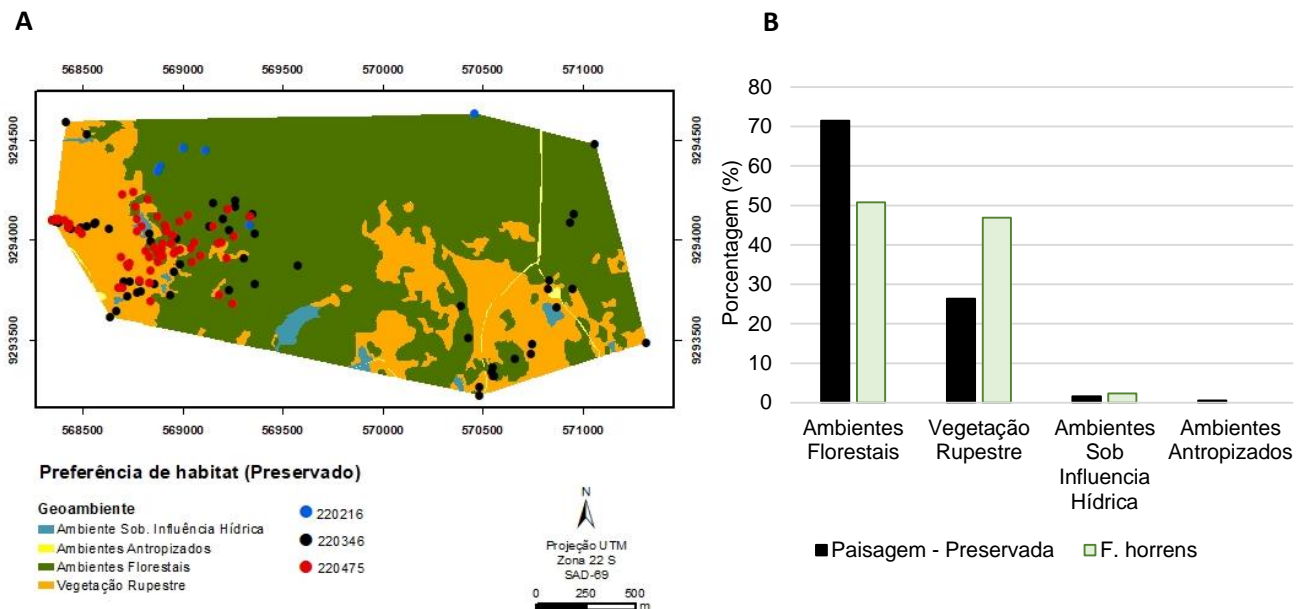 A
568500 569000 569500 570000 570500 571000
9294500
9294000
9293500
9294500
9294000
9293500
568500 569000 569500 570000 570500 571000
Preferência de habitat (Preservado)
Geoambiente
Ambiente Sob. Influência Hídrica
Ambientes Antropizados
Ambientes Florestais
Vegetação Rupestre
220216
220346
220475
N
Projeção UTM
Zona 22 S
SAD-69
0 250 500
m
B
Porcentagem (%)
80
70
60
50
40
30
20
10
0
Ambientes
Florestais
Vegetação
Rupestre
Ambientes
Sob
Influencia
Hídrica
Ambientes
Antropizados
Paisagem - Preservada
F. horrens